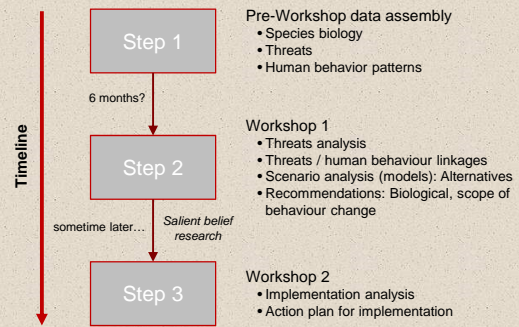 Timeline
Step 1
Pre-Workshop data assembly
• Species biology
• Threats
• Human behavior patterns
6 months?
Step 2
Workshop 1
• Threats analysis
• Threats / human behaviour linkages
• Scenario analysis (models): Alternatives
• Recommendations: Biological, scope of
behaviour change
sometime later…
Salient belief
research
Step 3
Workshop 2
• Implementation analysis
• Action plan for implementation